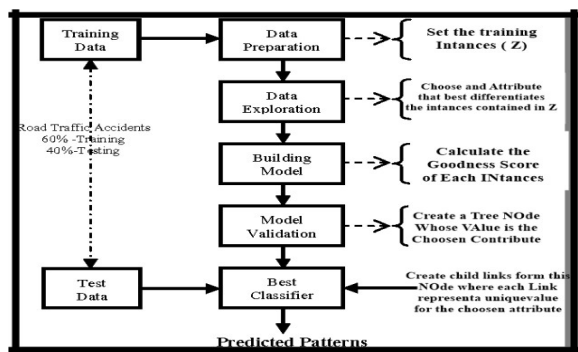 Training
Data
Data
Preparation
Set the training
Intances ( Z)
Data
Exploration
Choose and Attribute
that best differentiates
the intances contained in Z
Road Traffic Accidents
60% -Training
40%-Testing
Building
Model
Calculate the
Goodness Score
of Each INtances
Model
Validation
Create a Tree NOde
Whose VAlue is the
Choosen Contribute
Test
Data
Best
Classifier
Create child links form this
NOde where each Link
representa uniquevalue
for the choosen attribute
Predicted Patterns